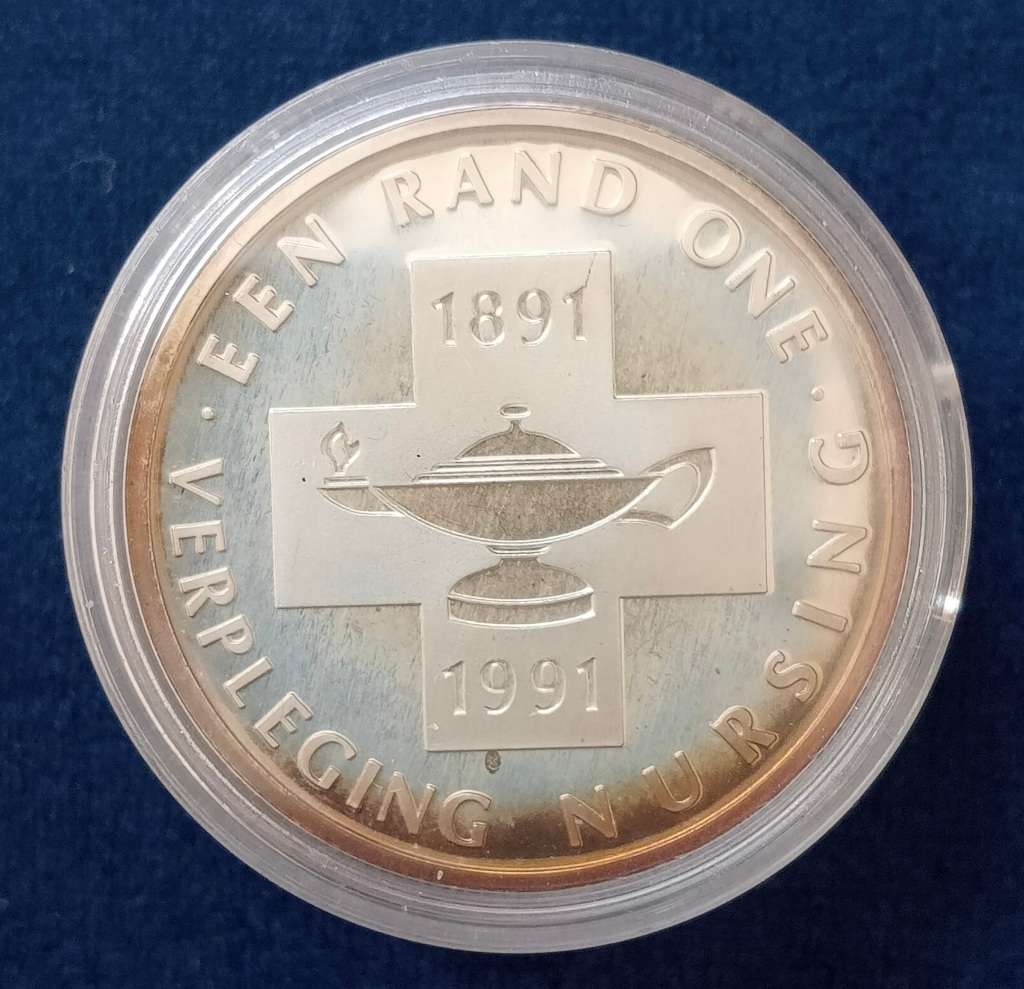 EEN RAND ONE
1891
1991
· VERPLEGING NURSING ·